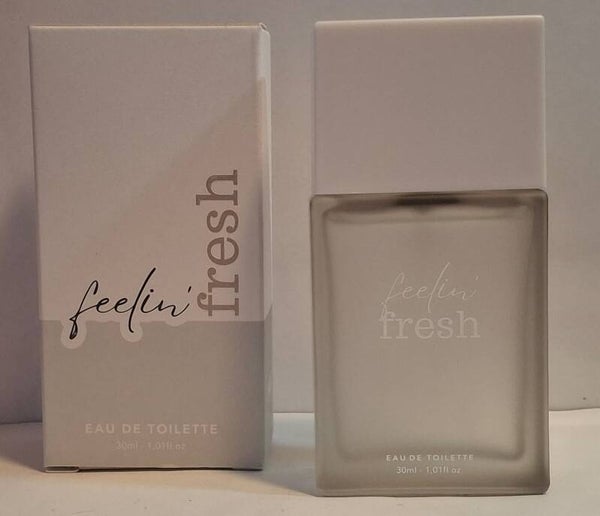 feelin'
fresh
EAU DE TOILETTE
30ml - 1,01fl oz
feelin'
fresh
EAU DE TOILETTE
30ml - 1,01fl oz